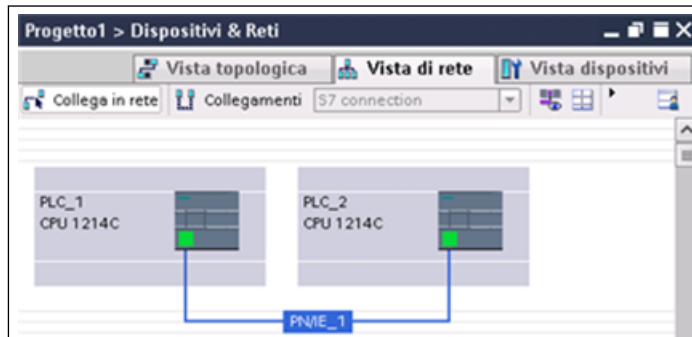 Progetto1 > Dispositivi & Reti
Vista topologica Vista di rete Vista dispositivi
Collega in rete Collegamenti S7 connection
PLC_1 PLC_2
CPU 1214C CPU 1214C
PN/IE_1